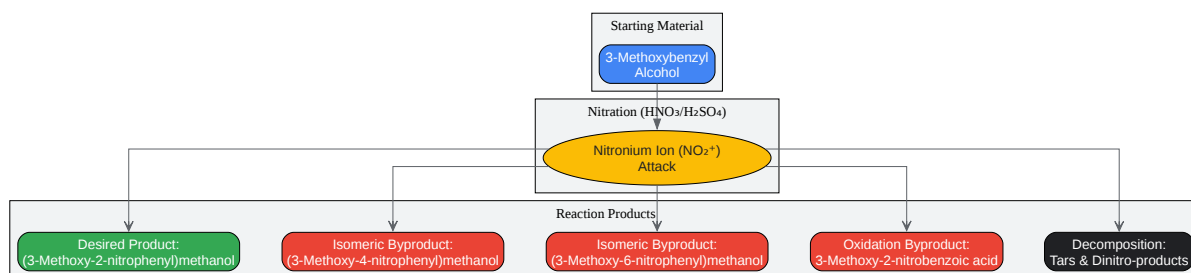 Starting Material
3-Methoxybenzyl
Alcohol
Nitration (HNO₃/H₂SO₄)
Nitronium Ion (NO₂⁺)
Attack
Reaction Products
Desired Product:
(3-Methoxy-2-nitrophenyl)methanol
Isomeric Byproduct:
(3-Methoxy-4-nitrophenyl)methanol
Isomeric Byproduct:
(3-Methoxy-6-nitrophenyl)methanol
Oxidation Byproduct:
3-Methoxy-2-nitrobenzoic acid
Decomposition:
Tars & Dinitro-products